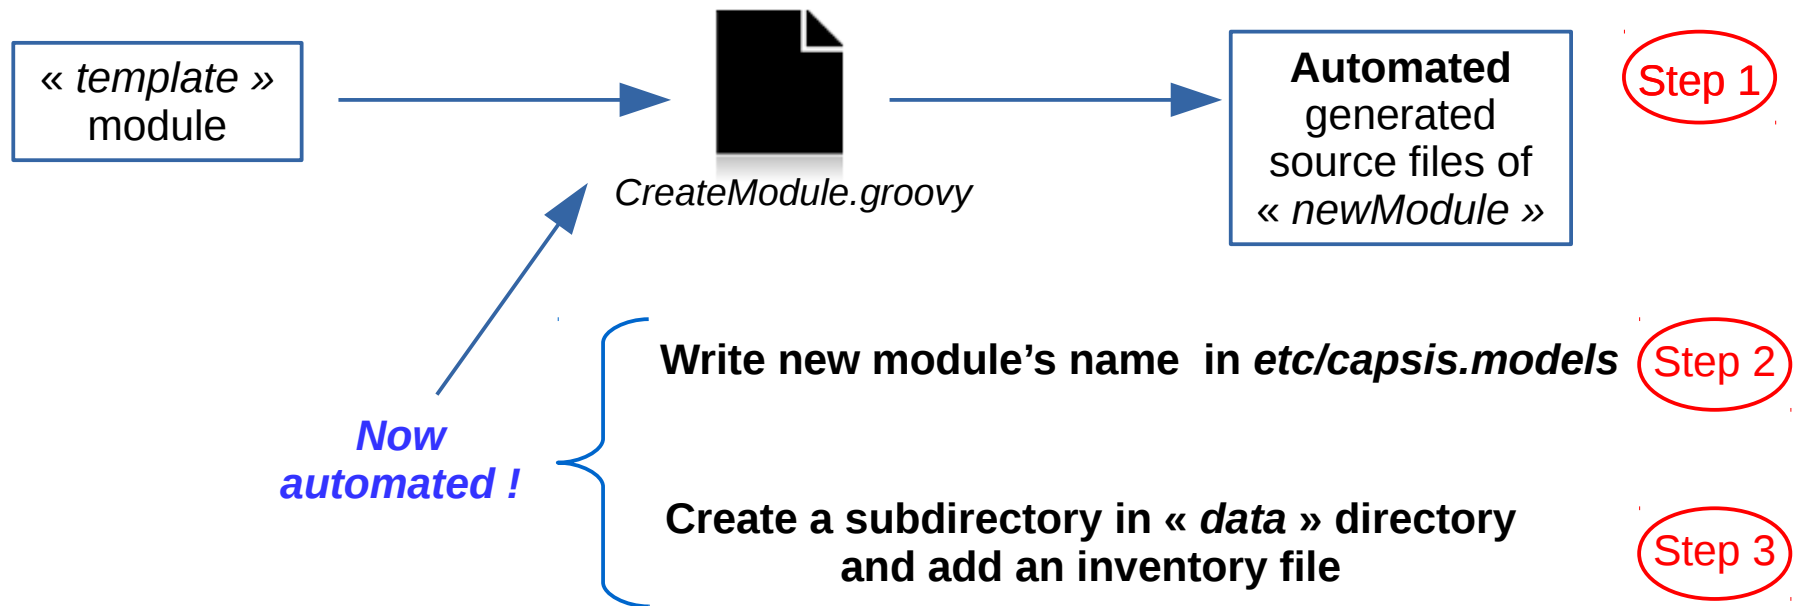 « template »
module
CreateModule.groovy
Automated
generated
source files of
« newModule »
Step 1
Write new module’s name  in etc/capsis.models
Step 2
Now
automated !
Create a subdirectory in « data » directory
and add an inventory file
Step 3